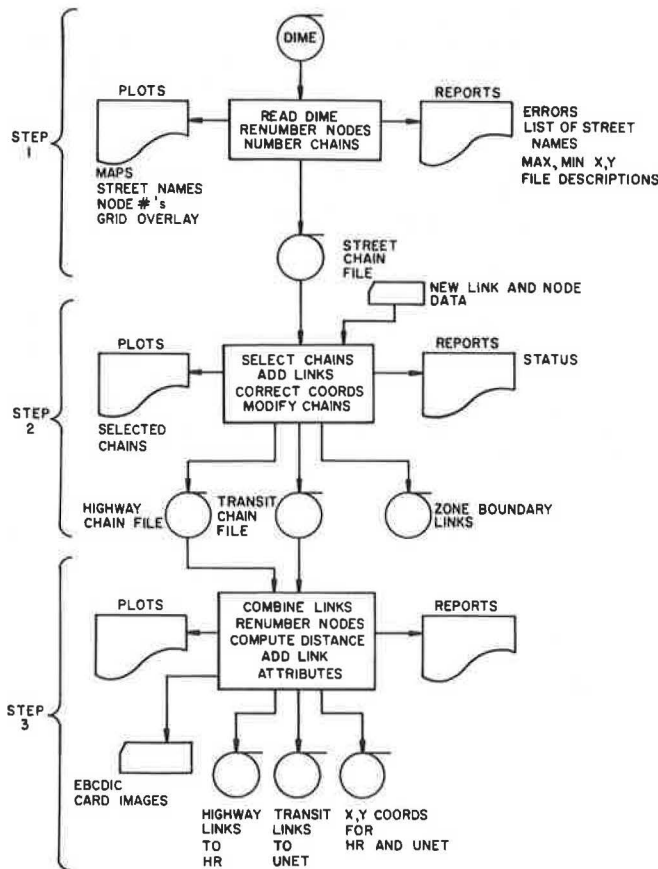 DIME
PLOTS
REPORTS
READ DIME
RENUMBER NODES
NUMBER CHAINS
STEP
1
ERRORS
LIST OF STREET
NAMES
MAX, MIN X,Y
FILE DESCRIPTIONS
MAPS
STREET NAMES
NODE #'s
GRID OVERLAY
STREET
CHAIN
FILE
NEW LINK AND NODE
DATA
PLOTS
REPORTS
SELECT CHAINS
ADD LINKS
CORRECT COORDS
MODIFY CHAINS
STATUS
STEP
2
SELECTED
CHAINS
HIGHWAY
CHAIN FILE
TRANSIT
CHAIN
FILE
ZONE BOUNDARY
LINKS
PLOTS
REPORTS
COMBINE LINKS
RENUMBER NODES
COMPUTE DISTANCE
ADD LINK
ATTRIBUTES
STEP
3
EBCDIC
CARD IMAGES
HIGHWAY
LINKS
TO
HR
TRANSIT
LINKS
TO
UNET
X,Y COORDS
FOR
HR AND UNET